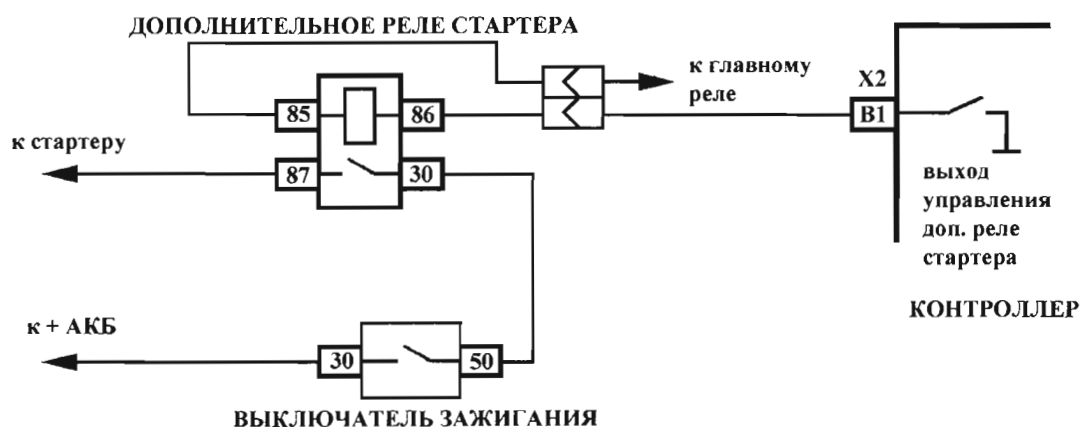 ДОПОЛНИТЕЛЬНОЕ РЕЛЕ СТАРТЕРА
к главному
реле
X2
85
86
B1
к стартеру
87
30
выход
управления
доп. реле
стартера
КОНТРОЛЛЕР
к + АКБ
30
50
ВЫКЛЮЧАТЕЛЬ ЗАЖИГАНИЯ